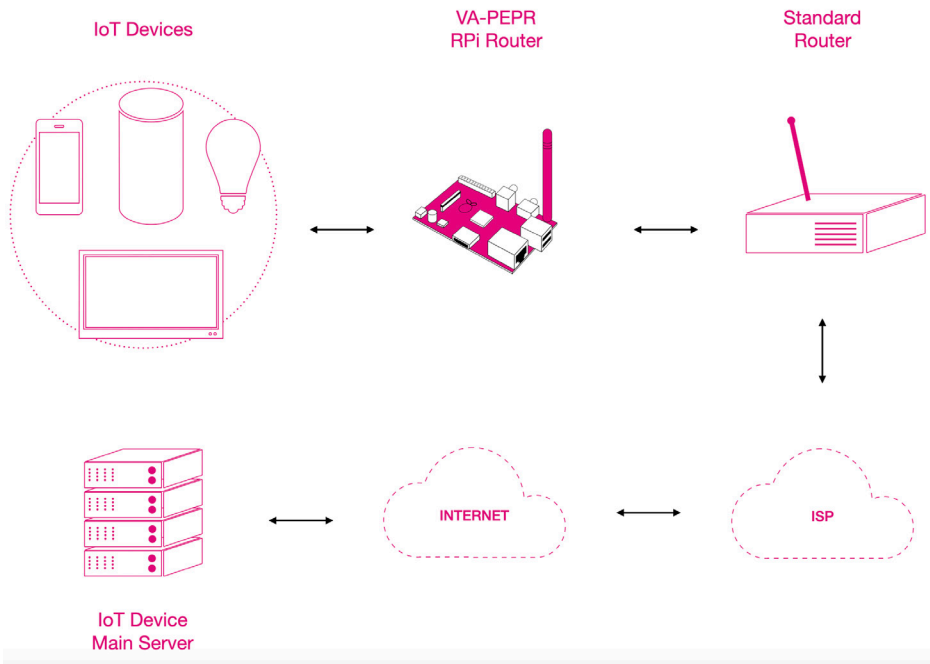 IoT Devices
VA-PEPR
RPi Router
Standard
Router
INTERNET
ISP
IoT Device
Main Server